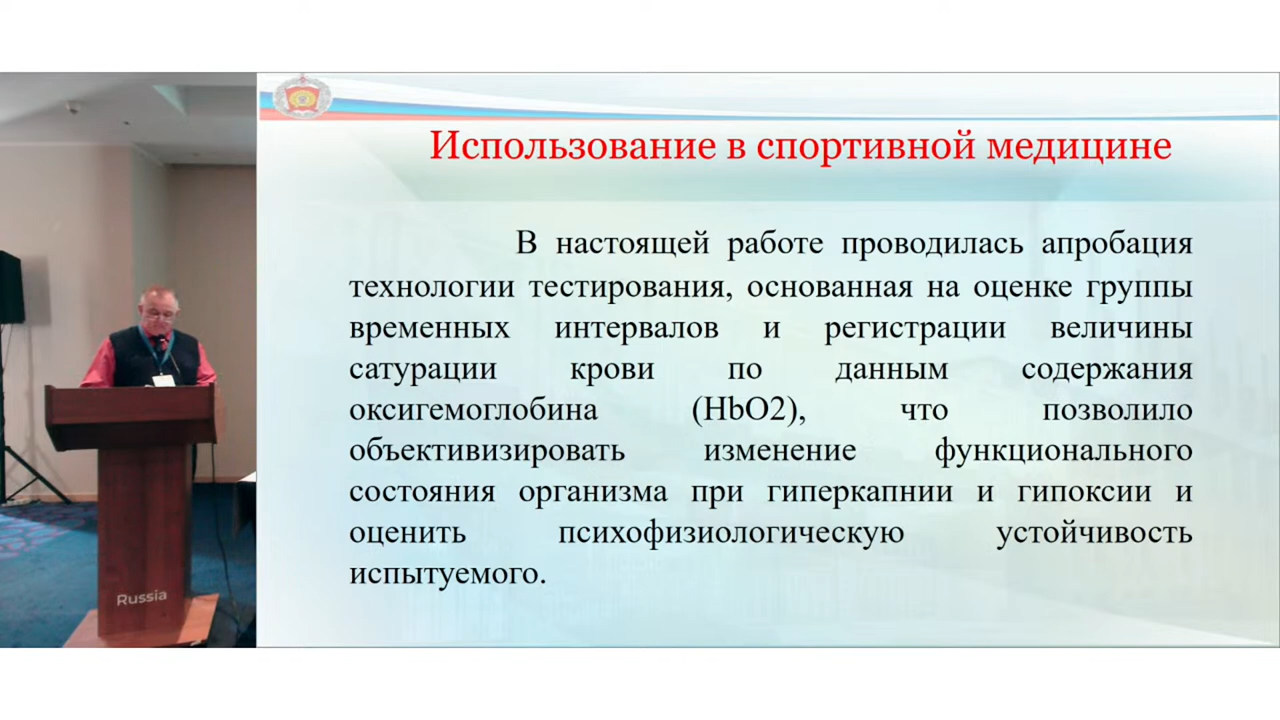 Использование в спортивной медицине
В настоящей работе проводилась апробация
технологии тестирования, основанная на оценке группы
временных интервалов и регистрации величины
сатурации крови по данным содержания
оксигемоглобина (HbO2), что позволило
объективизировать изменение функционального
состояния организма при гиперкапнии и гипоксии и
оценить психофизиологическую устойчивость
испытуемого.
Russia